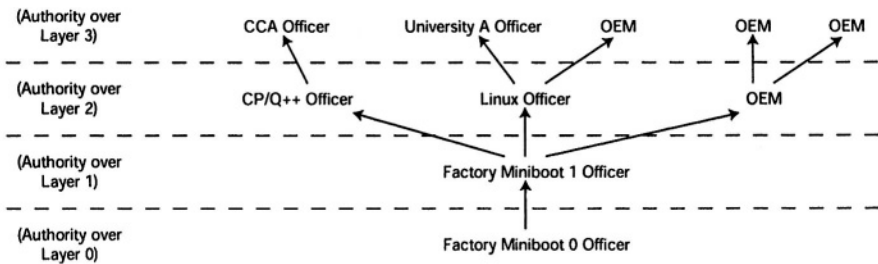 (Authority over
Layer 3)
CCA Officer
University A Officer
OEM
OEM
OEM
(Authority over
Layer 2)
CP/Q++ Officer
Linux Officer
OEM
(Authority over
Layer 1)
Factory Miniboot 1 Officer
(Authority over
Layer 0)
Factory Miniboot 0 Officer